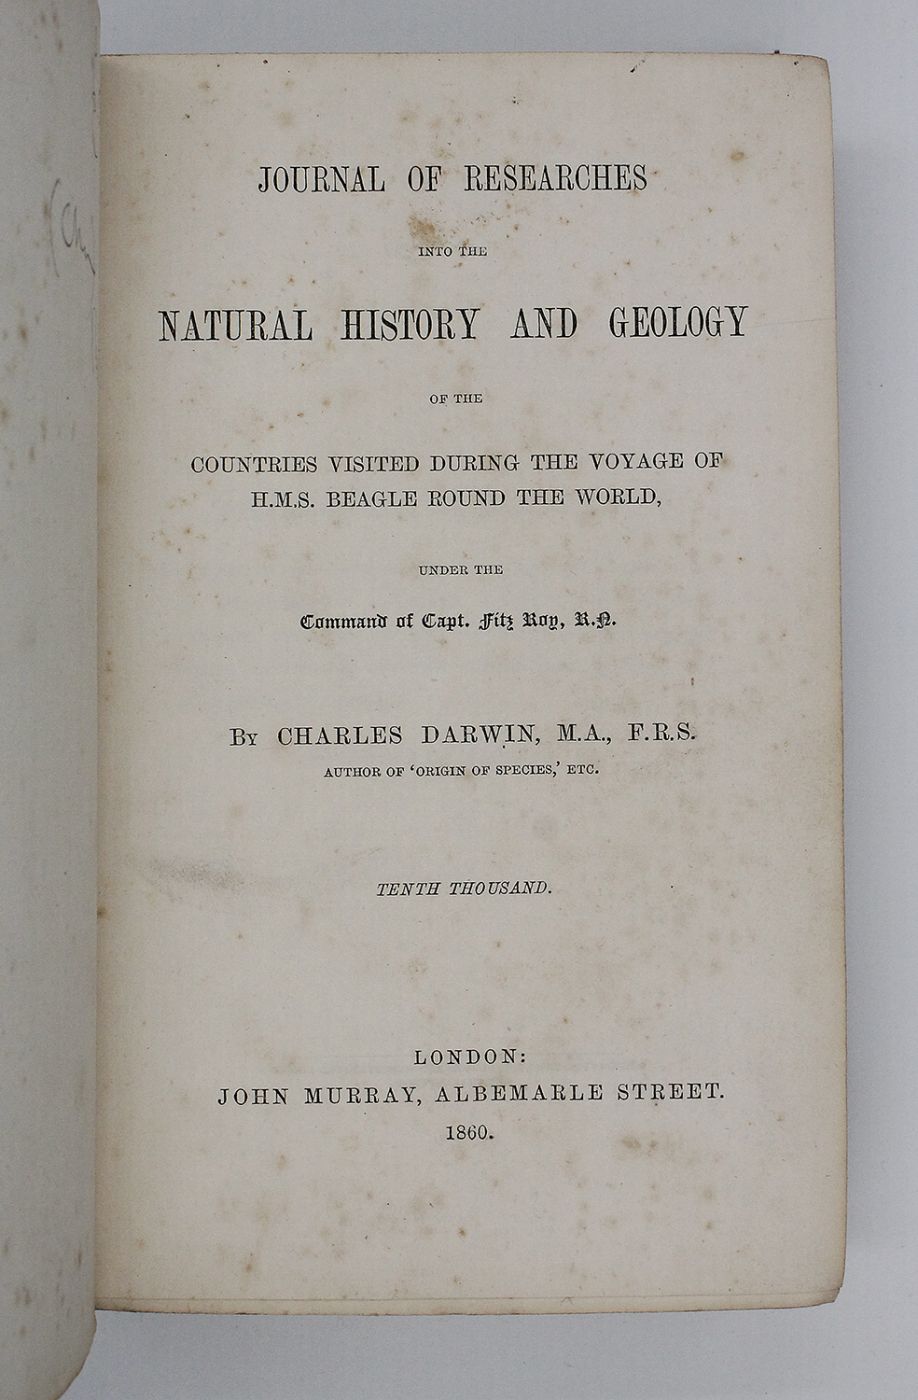 JOURNAL OF RESEARCHES
INTO THE
NATURAL HISTORY AND GEOLOGY
OF THE
COUNTRIES VISITED DURING THE VOYAGE OF
H.M.S. BEAGLE ROUND THE WORLD,
UNDER THE
Command of Capt. Fitz Roy, R.N.
BY CHARLES DARWIN, M.A., F.R.S.
AUTHOR OF ‘ORIGIN OF SPECIES,’ ETC.
TENTH THOUSAND.
LONDON:
JOHN MURRAY, ALBEMARLE STREET.
1860.